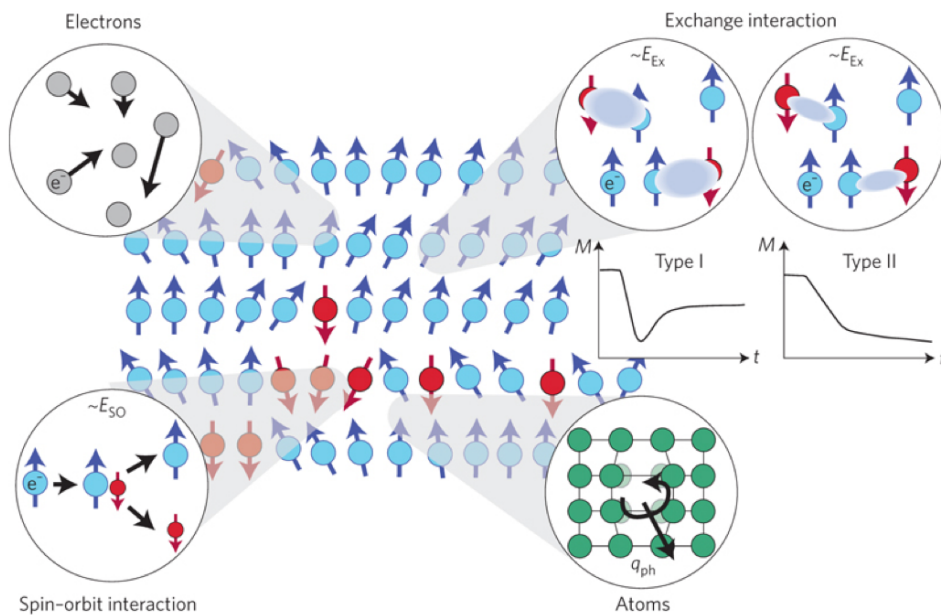 Electrons
Exchange interaction
~E_Ex
~E_Ex
e⁻
e⁻
e⁻
M
Type I
t
M
Type II
~E_SO
e⁻
q_ph
Spin–orbit interaction
Atoms